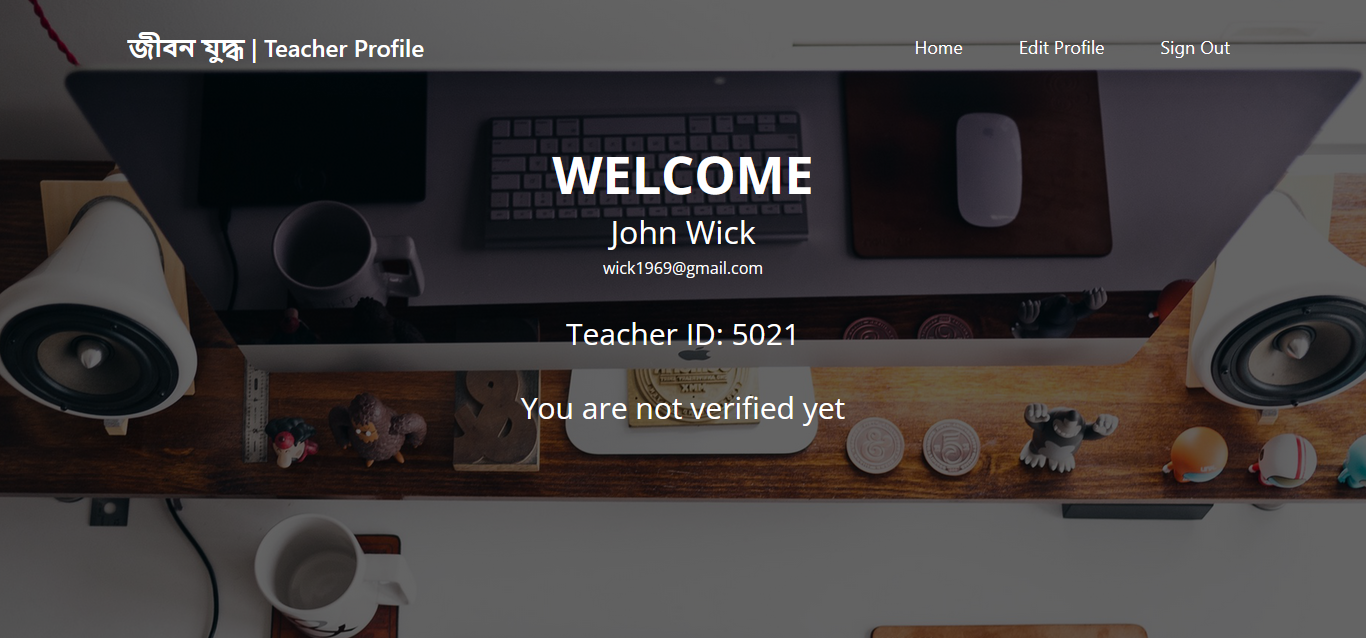 জীবন যুদ্ধ | Teacher Profile
Home
Edit Profile
Sign Out
WELCOME
John Wick
wick1969@gmail.com
Teacher ID: 5021
You are not verified yet